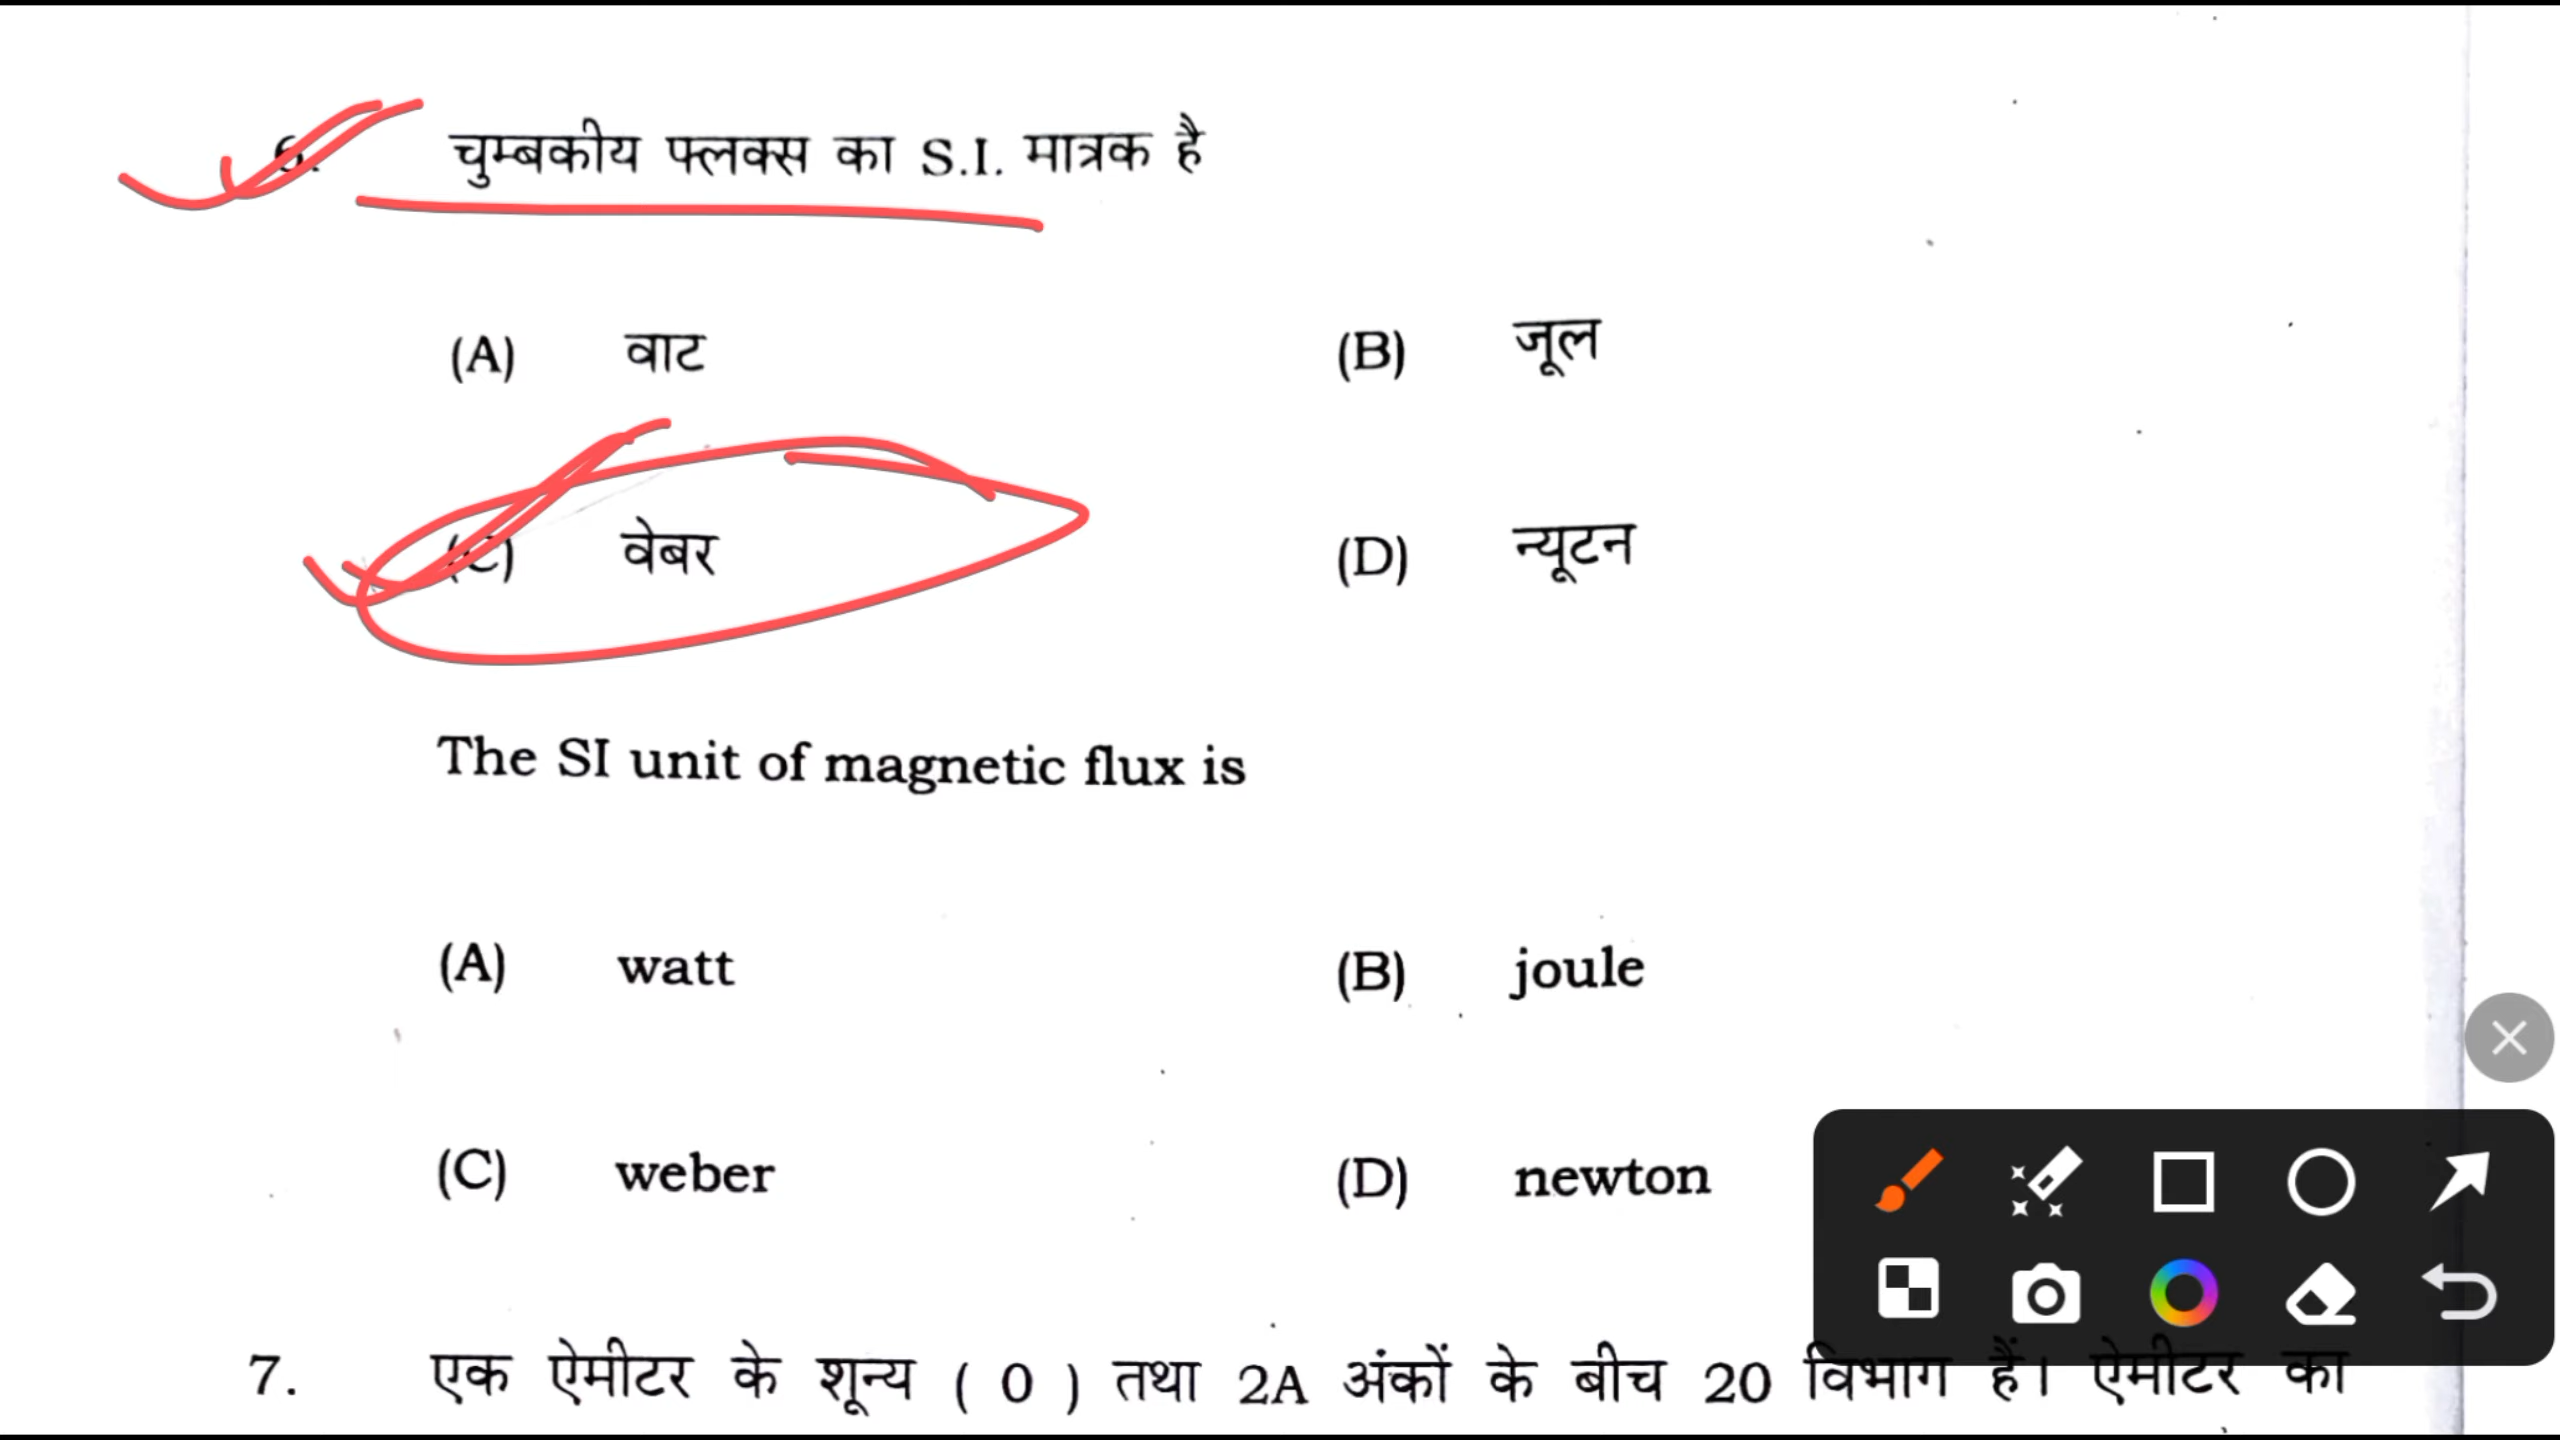 6. चुम्बकीय फ्लक्स का S.I. मात्रक है
(A) वाट (B) जूल
(C) वेबर (D) न्यूटन
The SI unit of magnetic flux is
(A) watt (B) joule
(C) weber (D) newton
7. एक ऐमीटर के शून्य ( 0 ) तथा 2A अंकों के बीच 20 विभाग हैं। ऐमीटर का